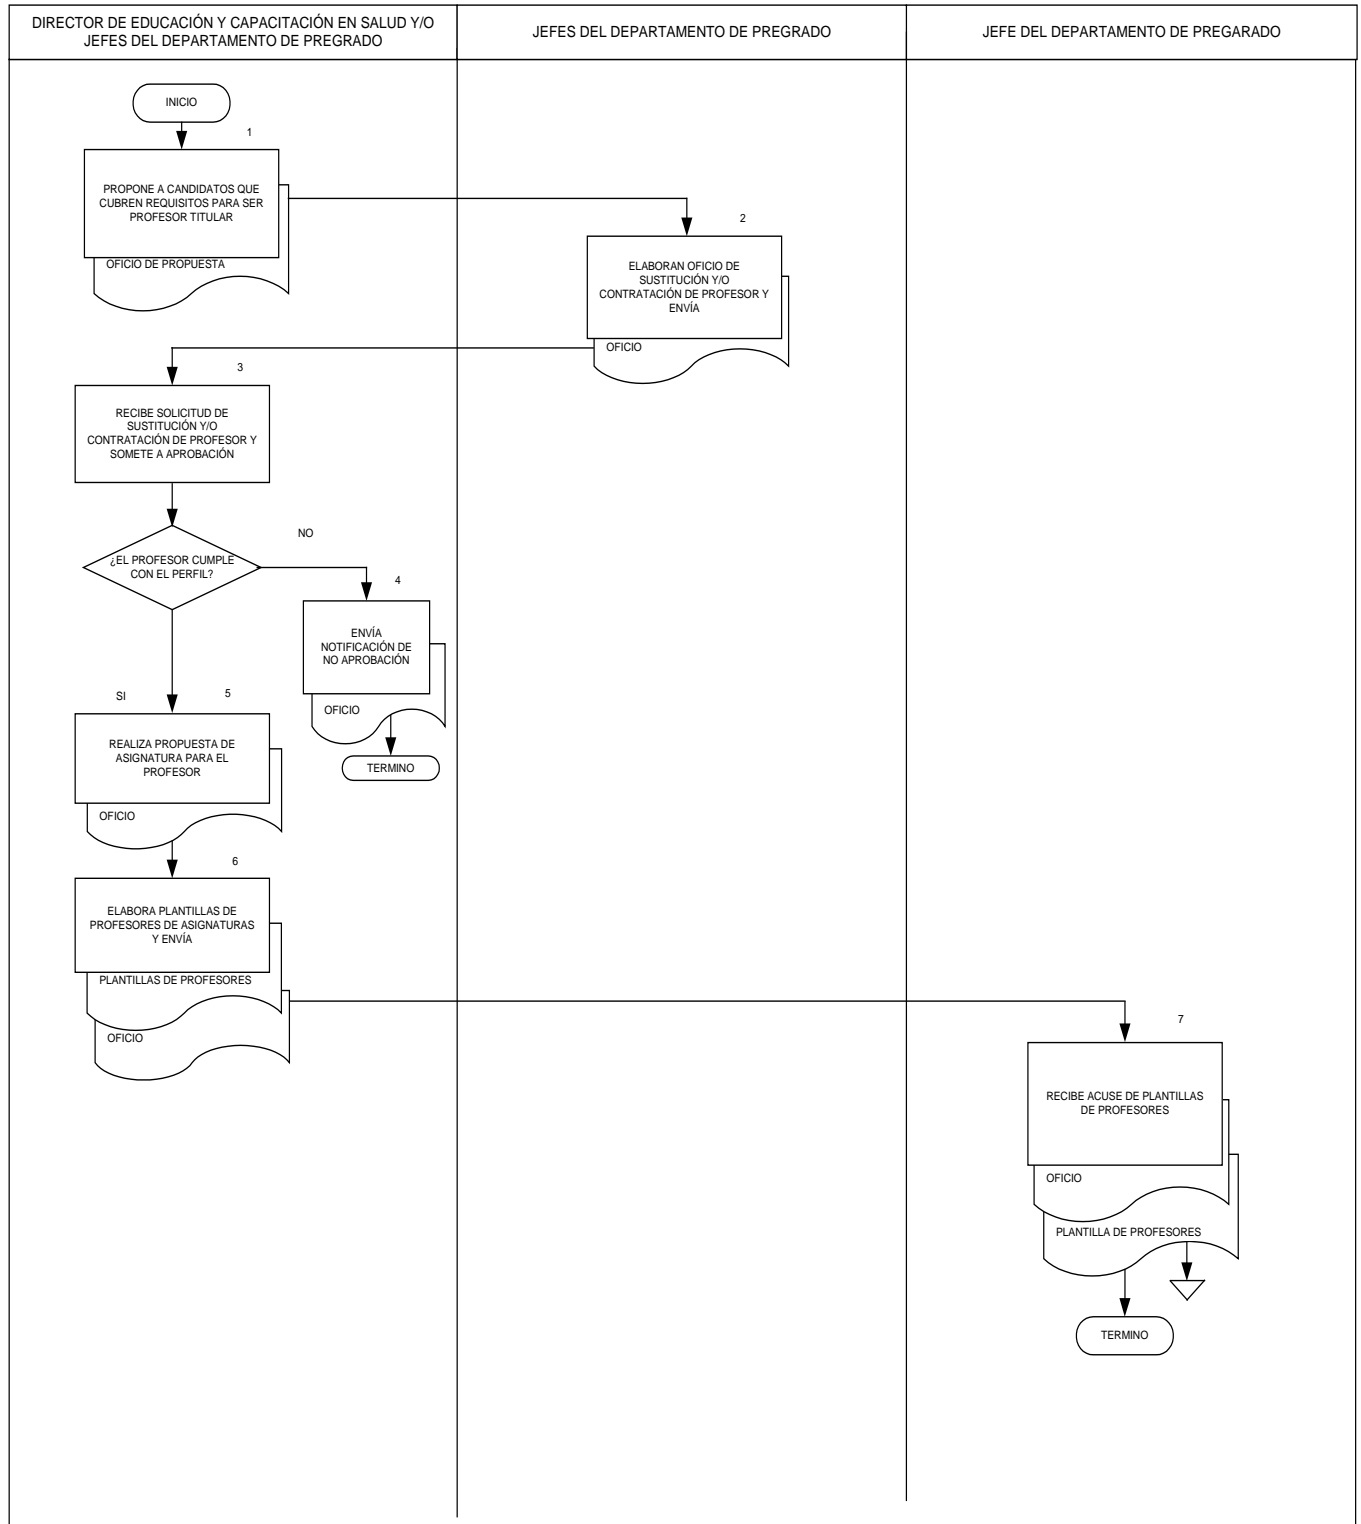 DIRECTOR DE EDUCACIÓN Y CAPACITACIÓN EN SALUD Y/O
JEFES DEL DEPARTAMENTO DE PREGRADO
JEFES DEL DEPARTAMENTO DE PREGRADO
JEFE DEL DEPARTAMENTO DE PREGARADO
INICIO
1
PROPONE A CANDIDATOS QUE
CUBREN REQUISITOS PARA SER
PROFESOR TITULAR
OFICIO DE PROPUESTA
2
ELABORAN OFICIO DE
SUSTITUCIÓN Y/O
CONTRATACIÓN DE PROFESOR Y
ENVÍA
OFICIO
3
RECIBE SOLICITUD DE
SUSTITUCIÓN Y/O
CONTRATACIÓN DE PROFESOR Y
SOMETE A APROBACIÓN
¿EL PROFESOR CUMPLE
CON EL PERFIL?
NO
4
ENVÍA
NOTIFICACIÓN DE
NO APROBACIÓN
OFICIO
TERMINO
SI
5
REALIZA PROPUESTA DE
ASIGNATURA PARA EL
PROFESOR
OFICIO
6
ELABORA PLANTILLAS DE
PROFESORES DE ASIGNATURAS
Y ENVÍA
PLANTILLAS DE PROFESORES
OFICIO
7
RECIBE ACUSE DE PLANTILLAS
DE PROFESORES
OFICIO
PLANTILLA DE PROFESORES
TERMINO